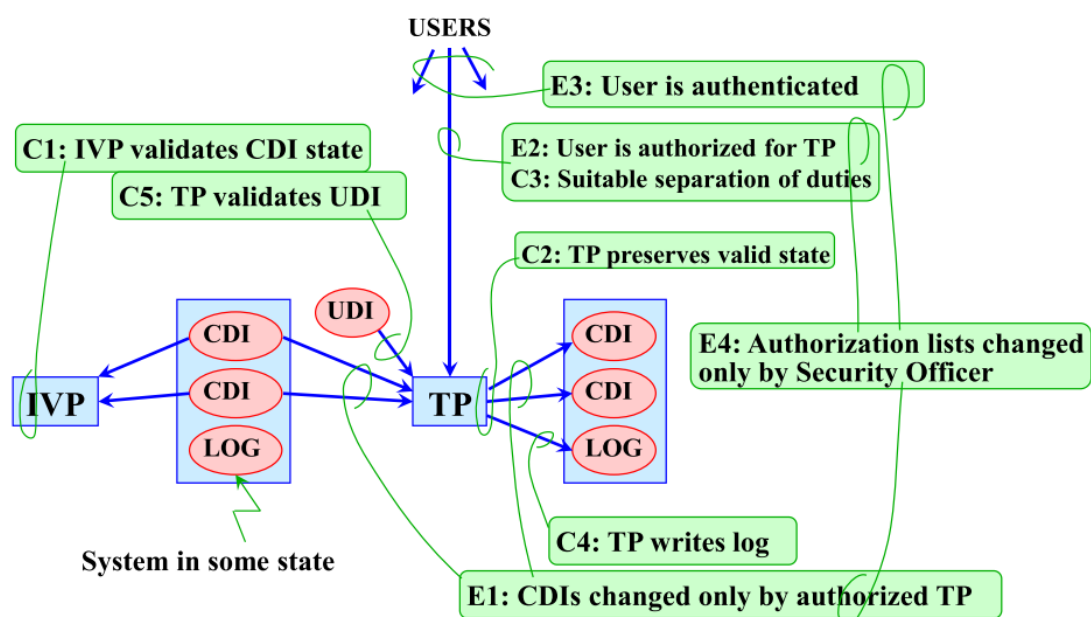 USERS
E3: User is authenticated
C1: IVP validates CDI state
E2: User is authorized for TP
C3: Suitable separation of duties
C5: TP validates UDI
C2: TP preserves valid state
UDI
CDI
CDI
E4: Authorization lists changed
only by Security Officer
IVP
CDI
TP
CDI
LOG
LOG
C4: TP writes log
System in some state
E1: CDIs changed only by authorized TP